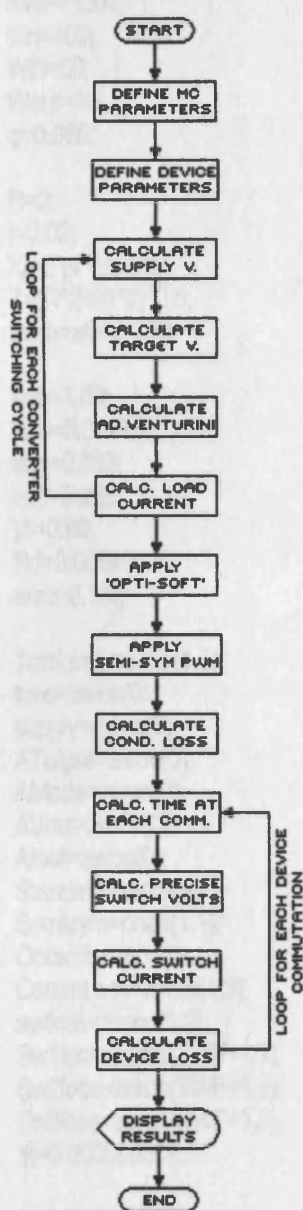 START
DEFINE MC
PARAMETERS
DEFINE DEVICE
PARAMETERS
CALCULATE
SUPPLY V.
CALCULATE
TARGET V.
CALCULATE
AD.VENTURINI
CALC. LOAD
CURRENT
LOOP FOR EACH CONVERTER
SWITCHING CYCLE
APPLY
'OPTI-SOFT'
APPLY
SEMI-SYM PWM
CALCULATE
COND. LOSS
CALC. TIME AT
EACH COMM.
CALC. PRECISE
SWITCH VOLTS
CALC. SWITCH
CURRENT
CALCULATE
DEVICE LOSS
LOOP FOR EACH DEVICE
COMMUTATION
DISPLAY
RESULTS
END